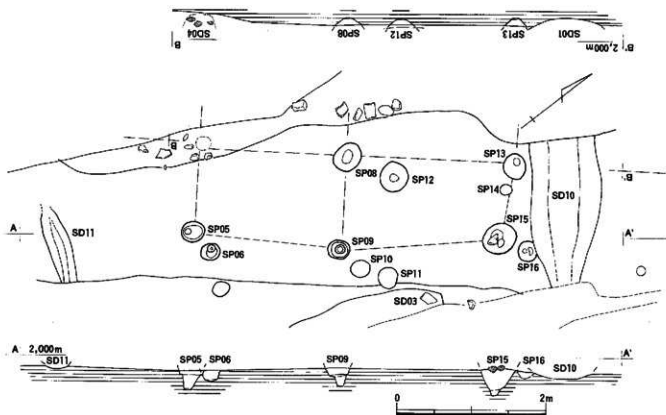 SD04 SP08 SP12 SP13 SD01
B B' 2,000m
B SP13
SP08 SP12 SP14 B'
SD10
SP05 SP15
A SD11 A'
SP06 SP09 SP16
SP10
SP11
SD03
A 2,000m SD11 SP05 SP06 SP09 SP15 SP16 SD10 A'
0 2m